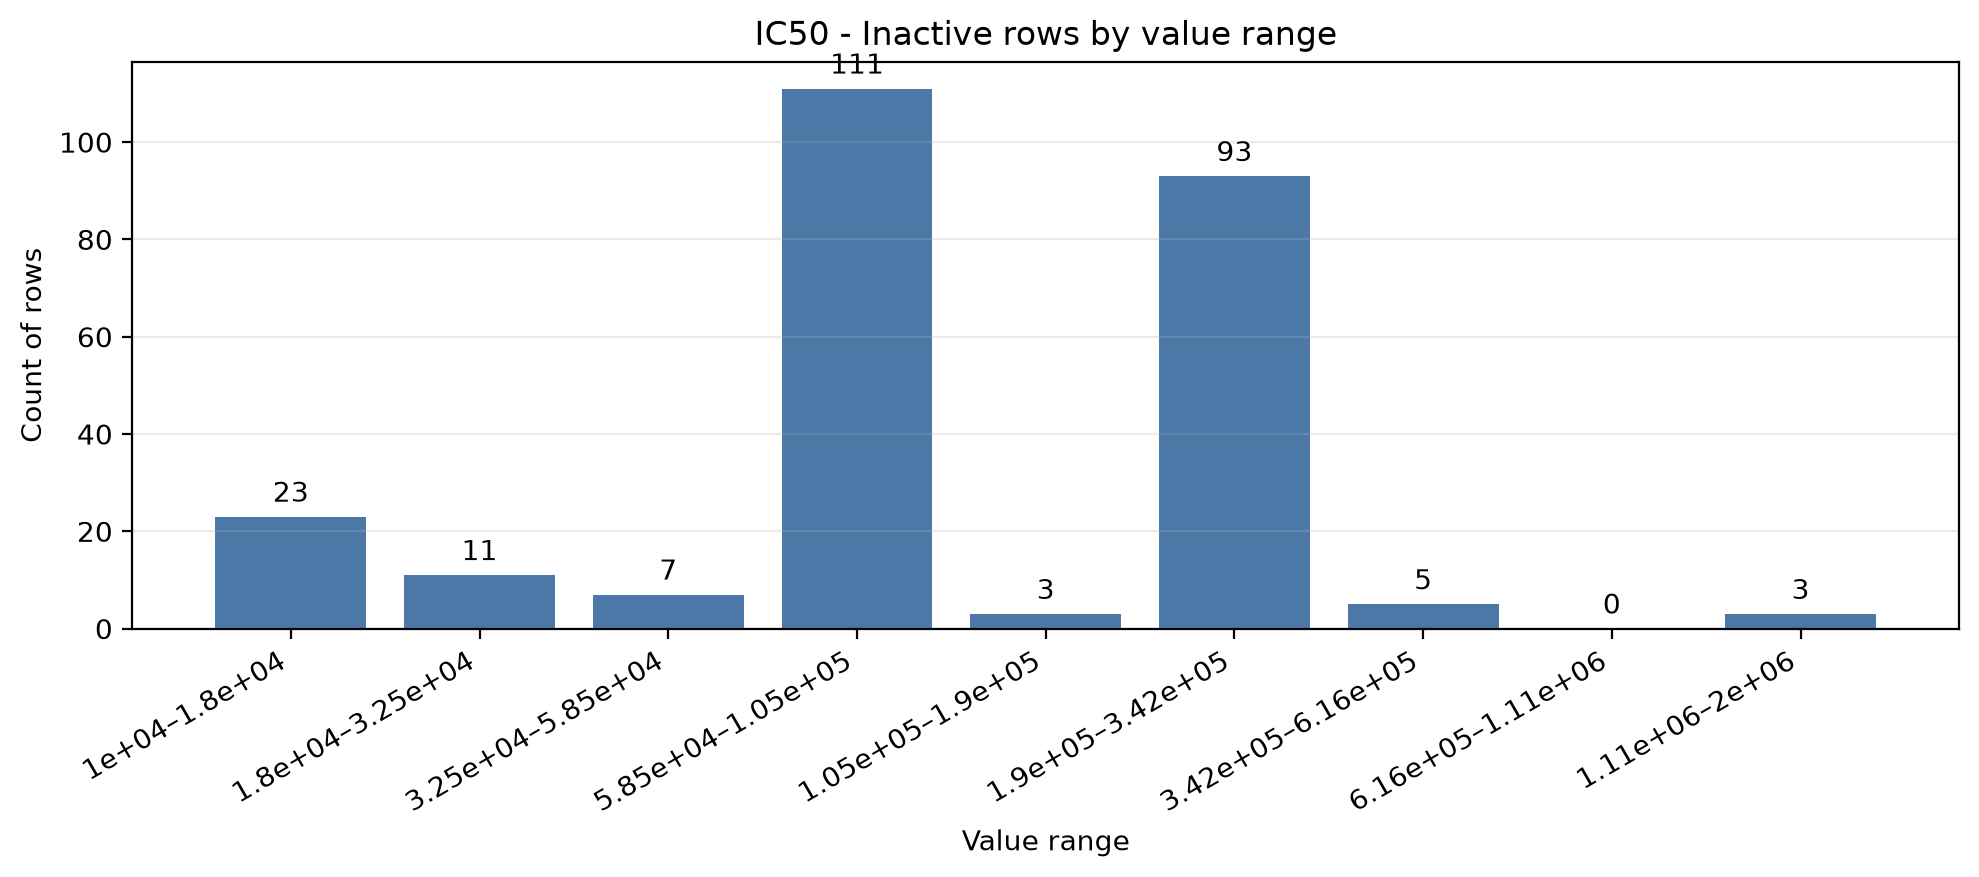 IC50 - Inactive rows by value range
Count of rows
100
80
60
40
20
0
23
11
7
111
3
93
5
0
3
1e+04–1.8e+04
1.8e+04–3.25e+04
3.25e+04–5.85e+04
5.85e+04–1.05e+05
1.05e+05–1.9e+05
1.9e+05–3.42e+05
3.42e+05–6.16e+05
6.16e+05–1.11e+06
1.11e+06–2e+06
Value range